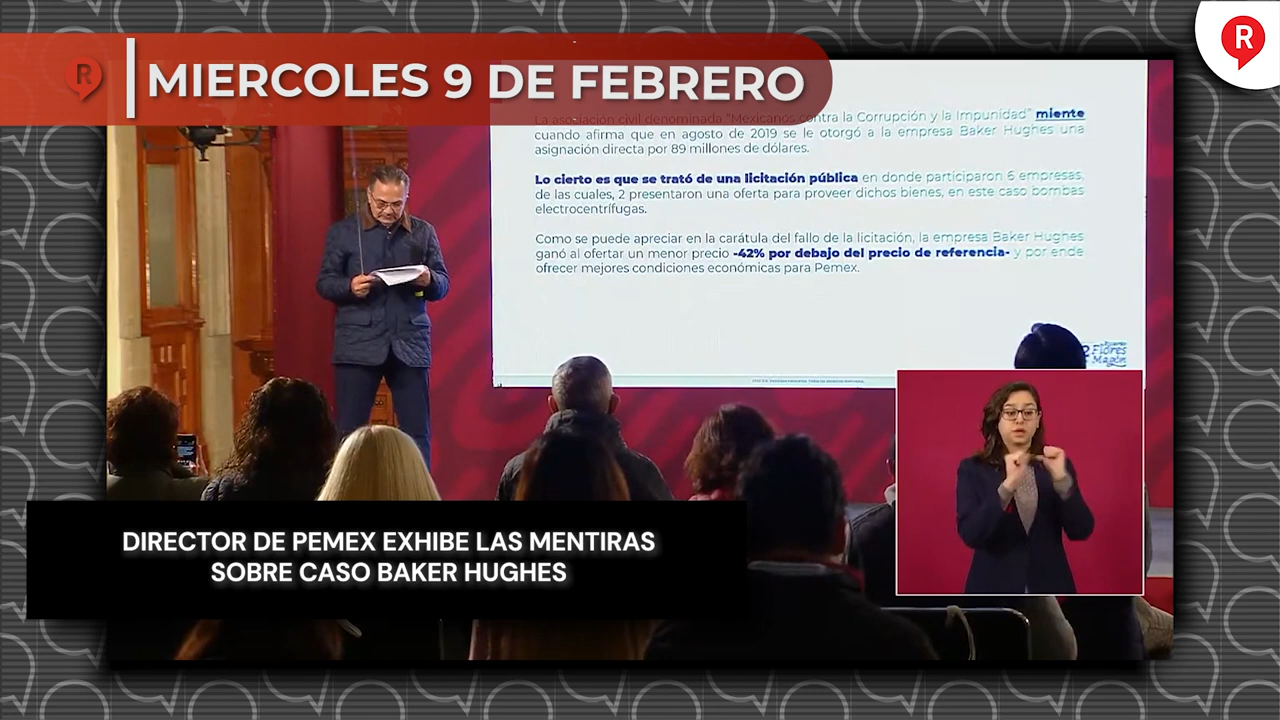 R
R
MIERCOLES 9 DE FEBRERO
La asociación civil denominada "Mexicanos contra la Corrupción y la Impunidad" miente
cuando afirma que en agosto de 2019 se le otorgó a la empresa Baker Hughes una
asignación directa por 89 millones de dólares.
Lo cierto es que se trató de una licitación pública en donde participaron 6 empresas,
de las cuales, 2 presentaron una oferta para proveer dichos bienes, en este caso bombas
electrocentrífugas.
Como se puede apreciar en la carátula del fallo de la licitación, la empresa Baker Hughes
ganó al ofertar un menor precio -42% por debajo del precio de referencia- y por ende
ofrecer mejores condiciones económicas para Pemex.
Flores
Magón
DIRECTOR DE PEMEX EXHIBE LAS MENTIRAS
SOBRE CASO BAKER HUGHES